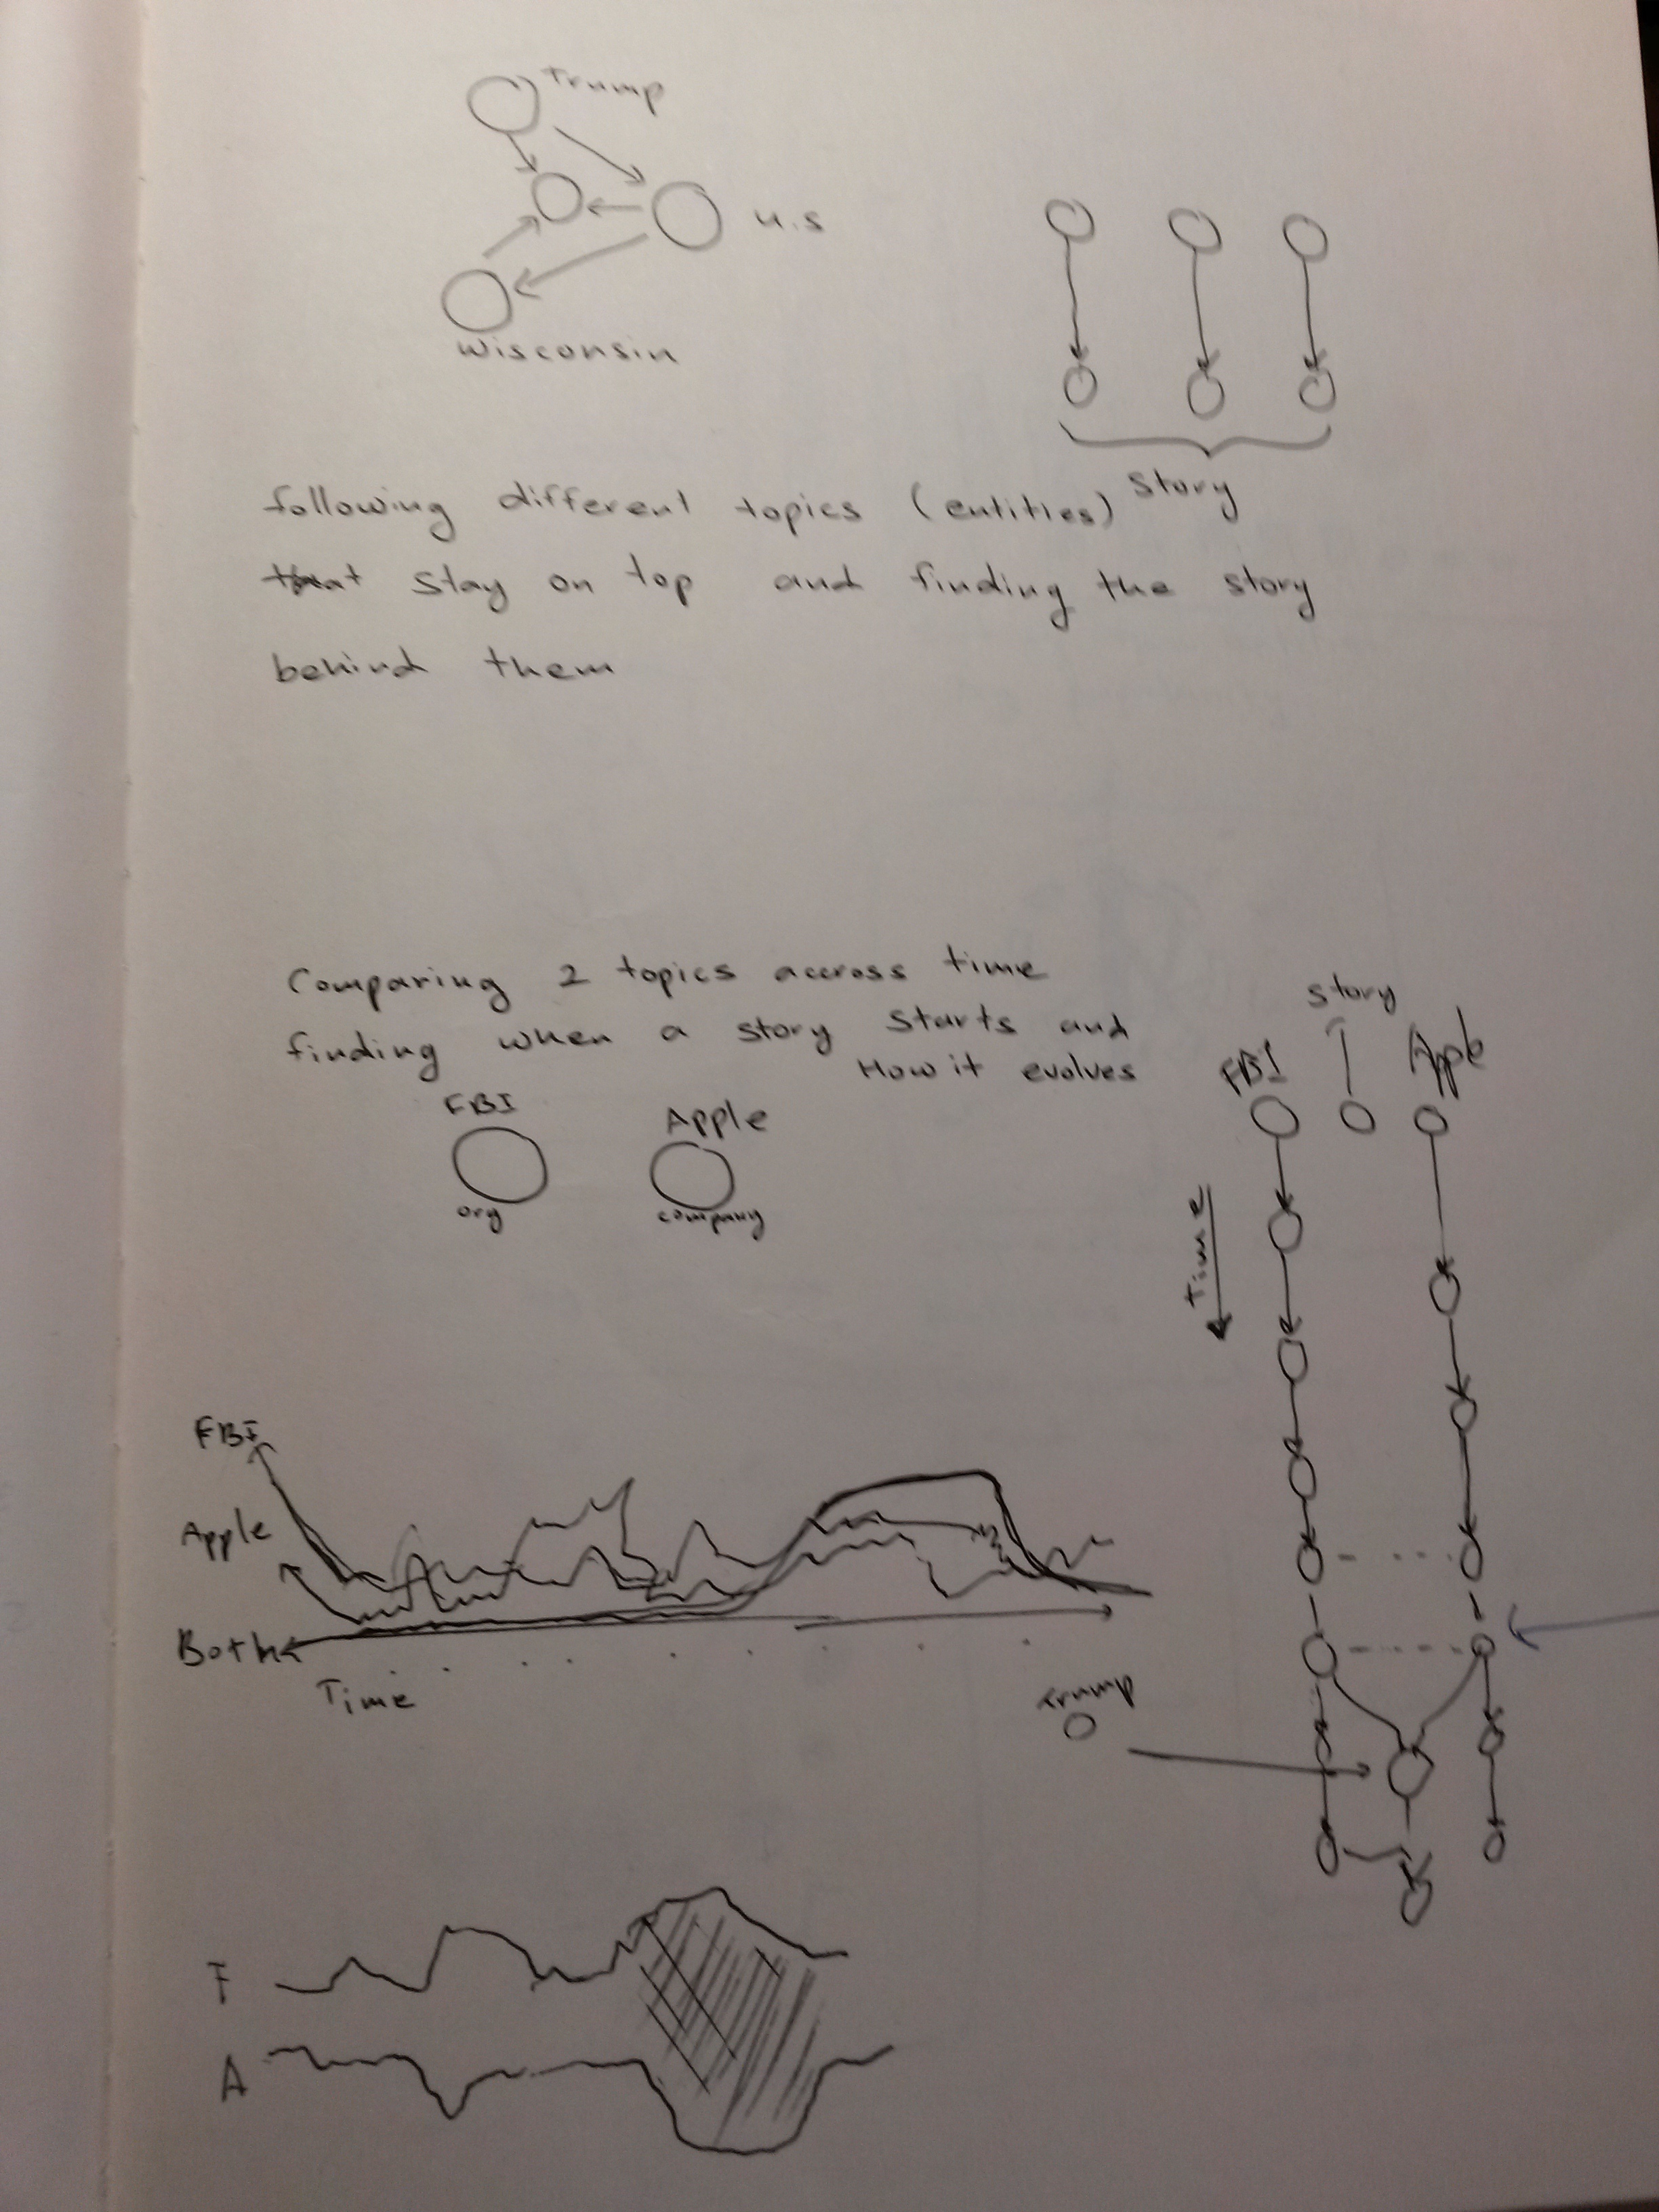 Trump
u.s
wisconsin
story
following different topics (entities)
that stay on top and finding the story
behind them
Comparing 2 topics accross time
finding when a story starts and
How it evolves
FBI
Apple
org
company
story
FBI
Apple
Time
FBI
Apple
Both
Time
Trump
F
A